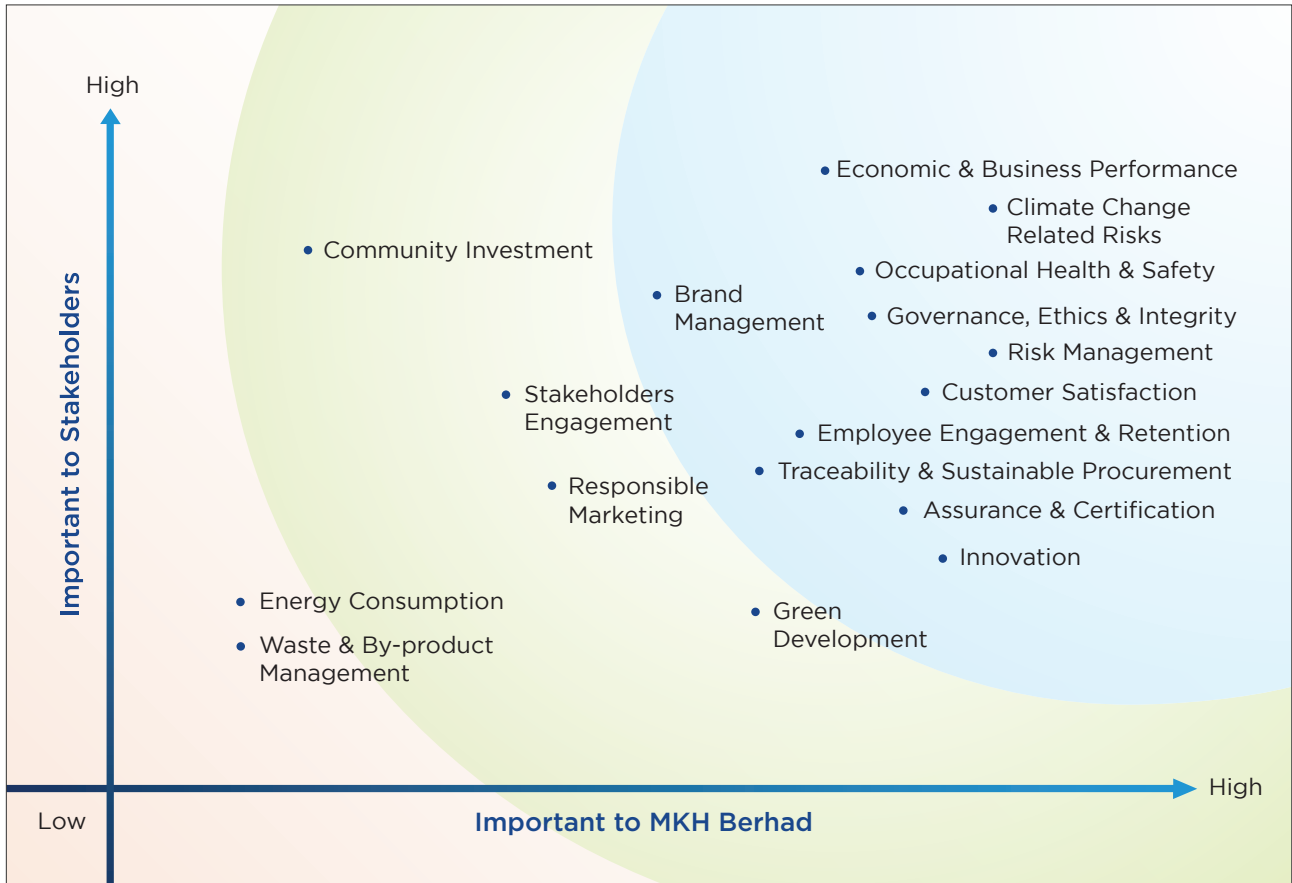 High
Important to Stakeholders
Economic & Business Performance
Climate Change
Related Risks
Community Investment
Occupational Health & Safety
Brand
Management
Governance, Ethics & Integrity
Risk Management
Stakeholders
Engagement
Customer Satisfaction
Employee Engagement & Retention
Traceability & Sustainable Procurement
Responsible
Marketing
Assurance & Certification
Innovation
Energy Consumption
Green
Development
Waste & By-product
Management
High
Low
Important to MKH Berhad